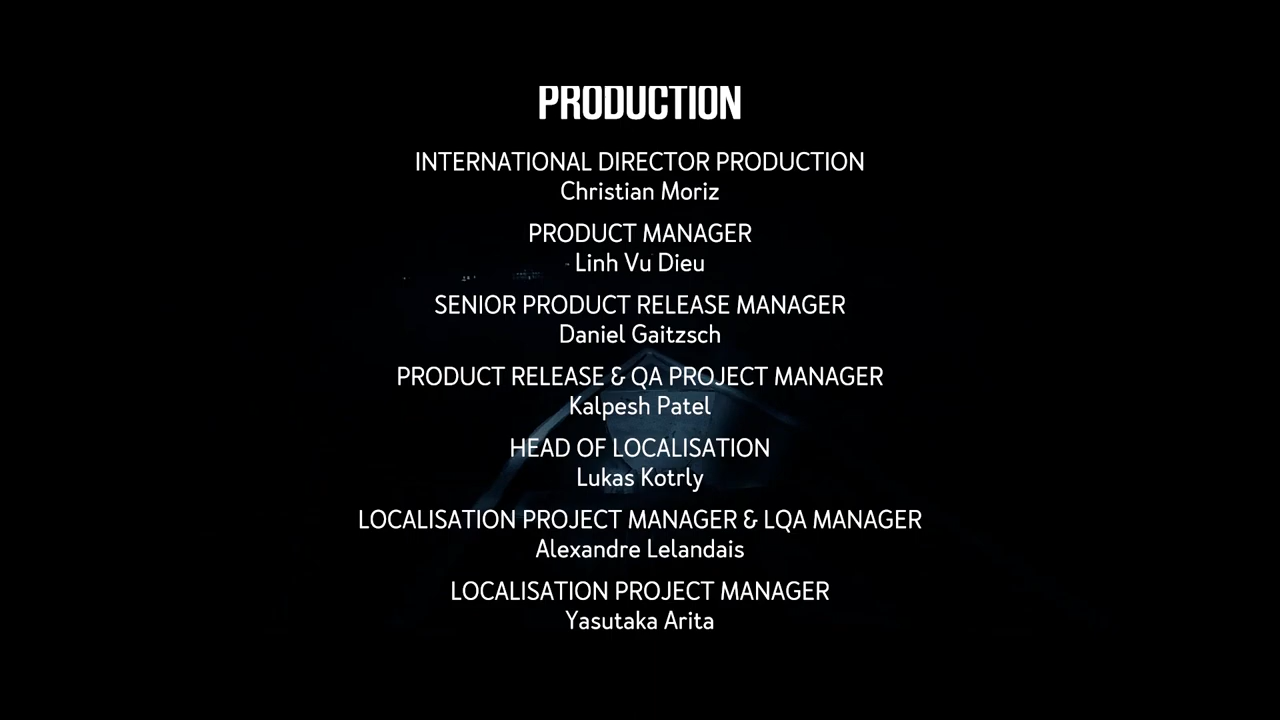 PRODUCTION
INTERNATIONAL DIRECTOR PRODUCTION
Christian Moriz
PRODUCT MANAGER
Linh Vu Dieu
SENIOR PRODUCT RELEASE MANAGER
Daniel Gaitzsch
PRODUCT RELEASE & QA PROJECT MANAGER
Kalpesh Patel
HEAD OF LOCALISATION
Lukas Kotrly
LOCALISATION PROJECT MANAGER & LQA MANAGER
Alexandre Lelandais
LOCALISATION PROJECT MANAGER
Yasutaka Arita